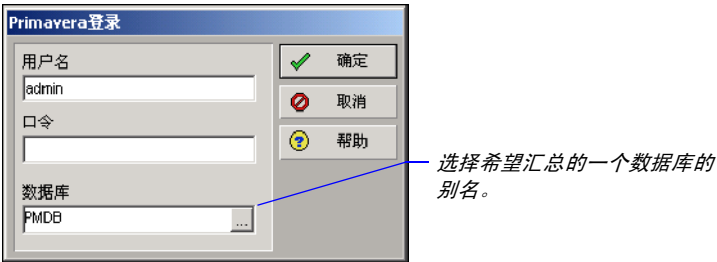 Primavera登录
用户名
admin
口令
数据库
PMDB
...
确定
取消
帮助
选择希望汇总的一个数据库的
别名。